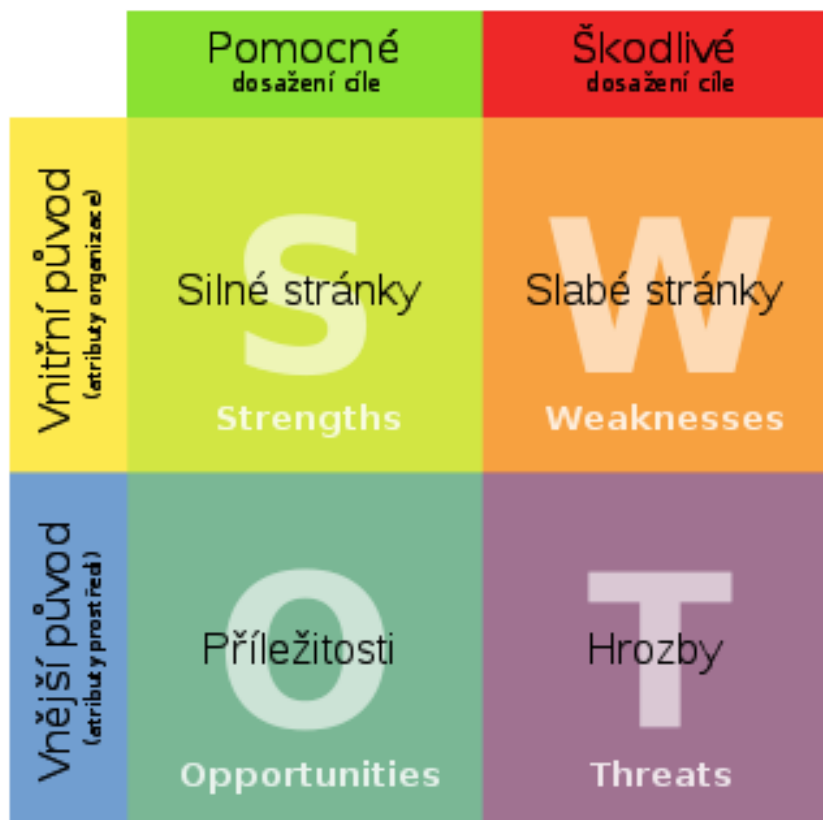 Pomocné
dosažení cíle
Škodlivé
dosažení cíle
Vnitřní původ
(atributy organizace)
S
Silné stránky
Strengths
W
Slabé stránky
Weaknesses
Vnější původ
(atributy prostředí)
O
Příležitosti
Opportunities
T
Hrozby
Threats